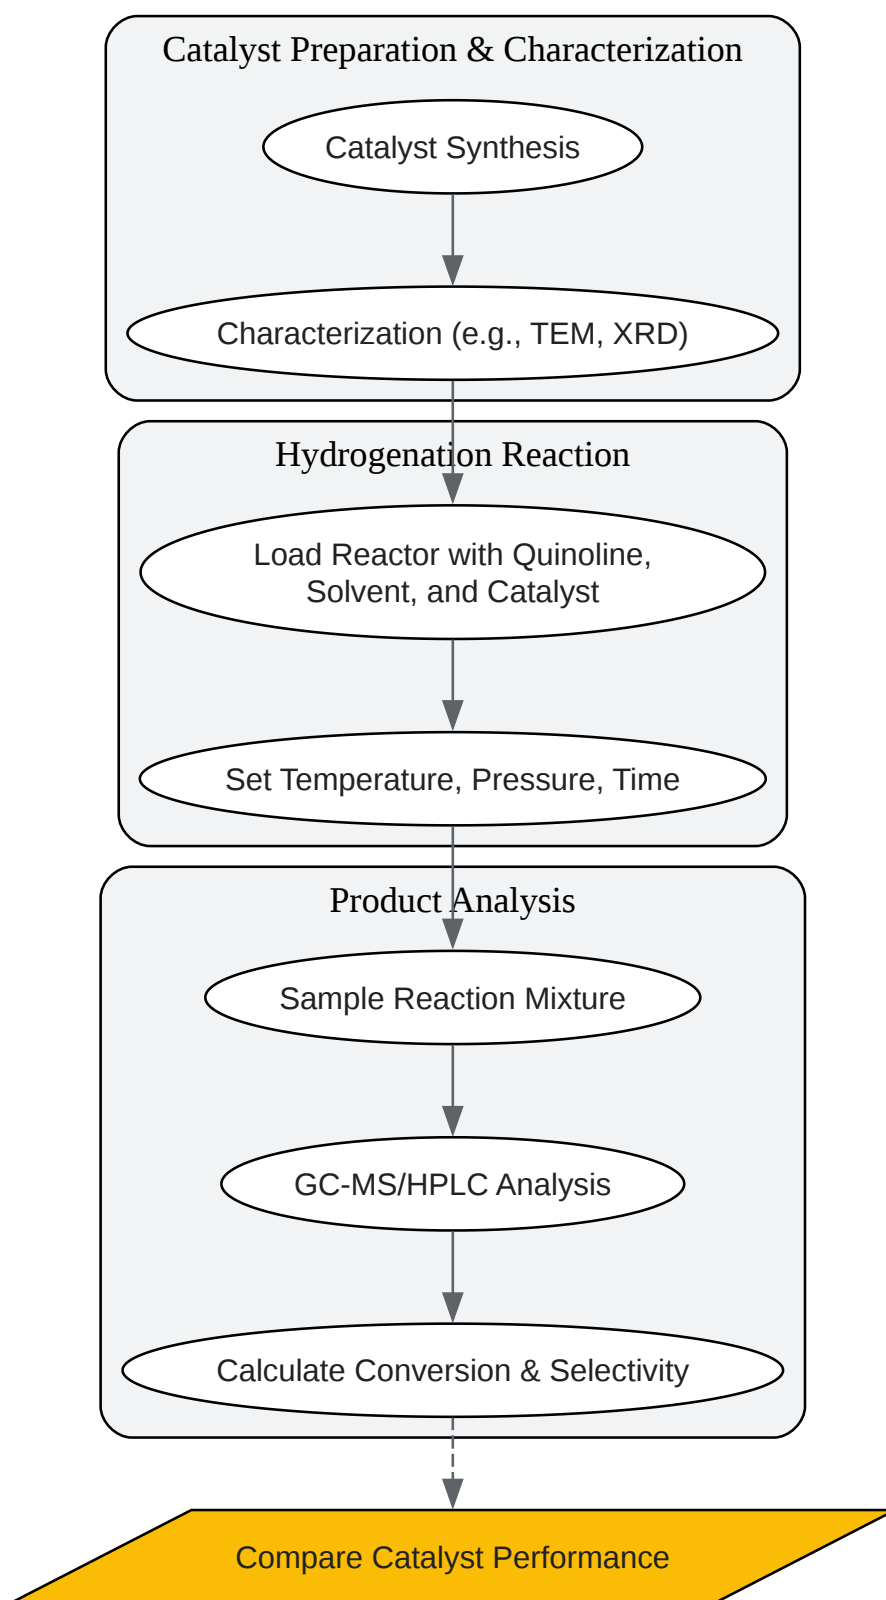 Catalyst Preparation & Characterization
Catalyst Synthesis
Characterization (e.g., TEM, XRD)
Hydrogenation Reaction
Load Reactor with Quinoline,
Solvent, and Catalyst
Set Temperature, Pressure, Time
Product Analysis
Sample Reaction Mixture
GC-MS/HPLC Analysis
Calculate Conversion & Selectivity
Compare Catalyst Performance